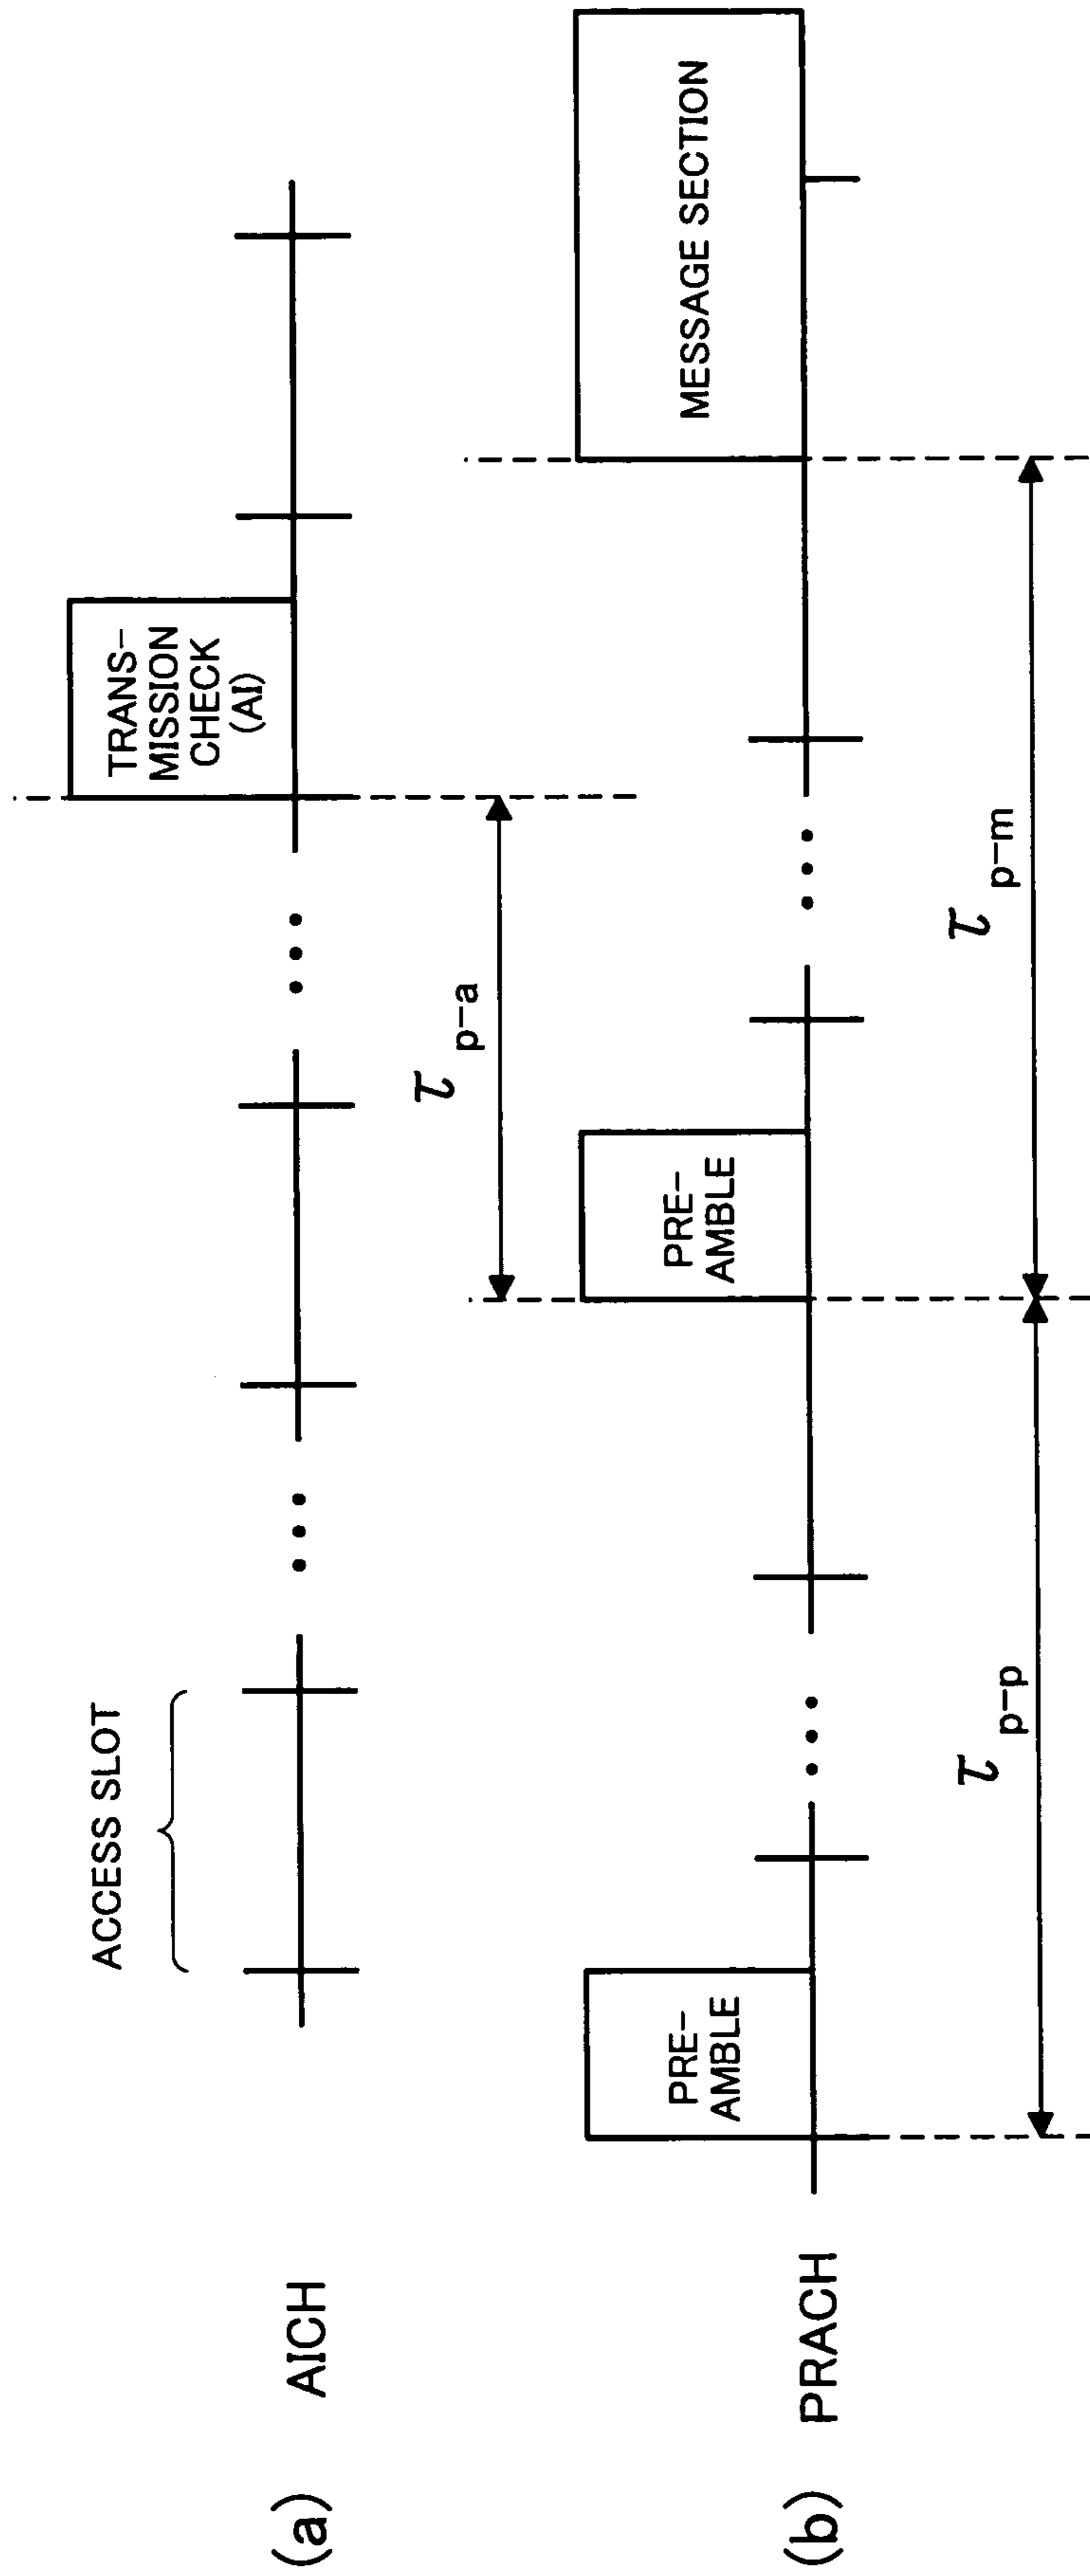 ACCESS SLOT
TRANS-
MISSION
CHECK
(AI)
(a) AICH
τ p-a
PRE-
AMBLE
PRE-
AMBLE
MESSAGE SECTION
(b) PRACH
τ p-p
τ p-m